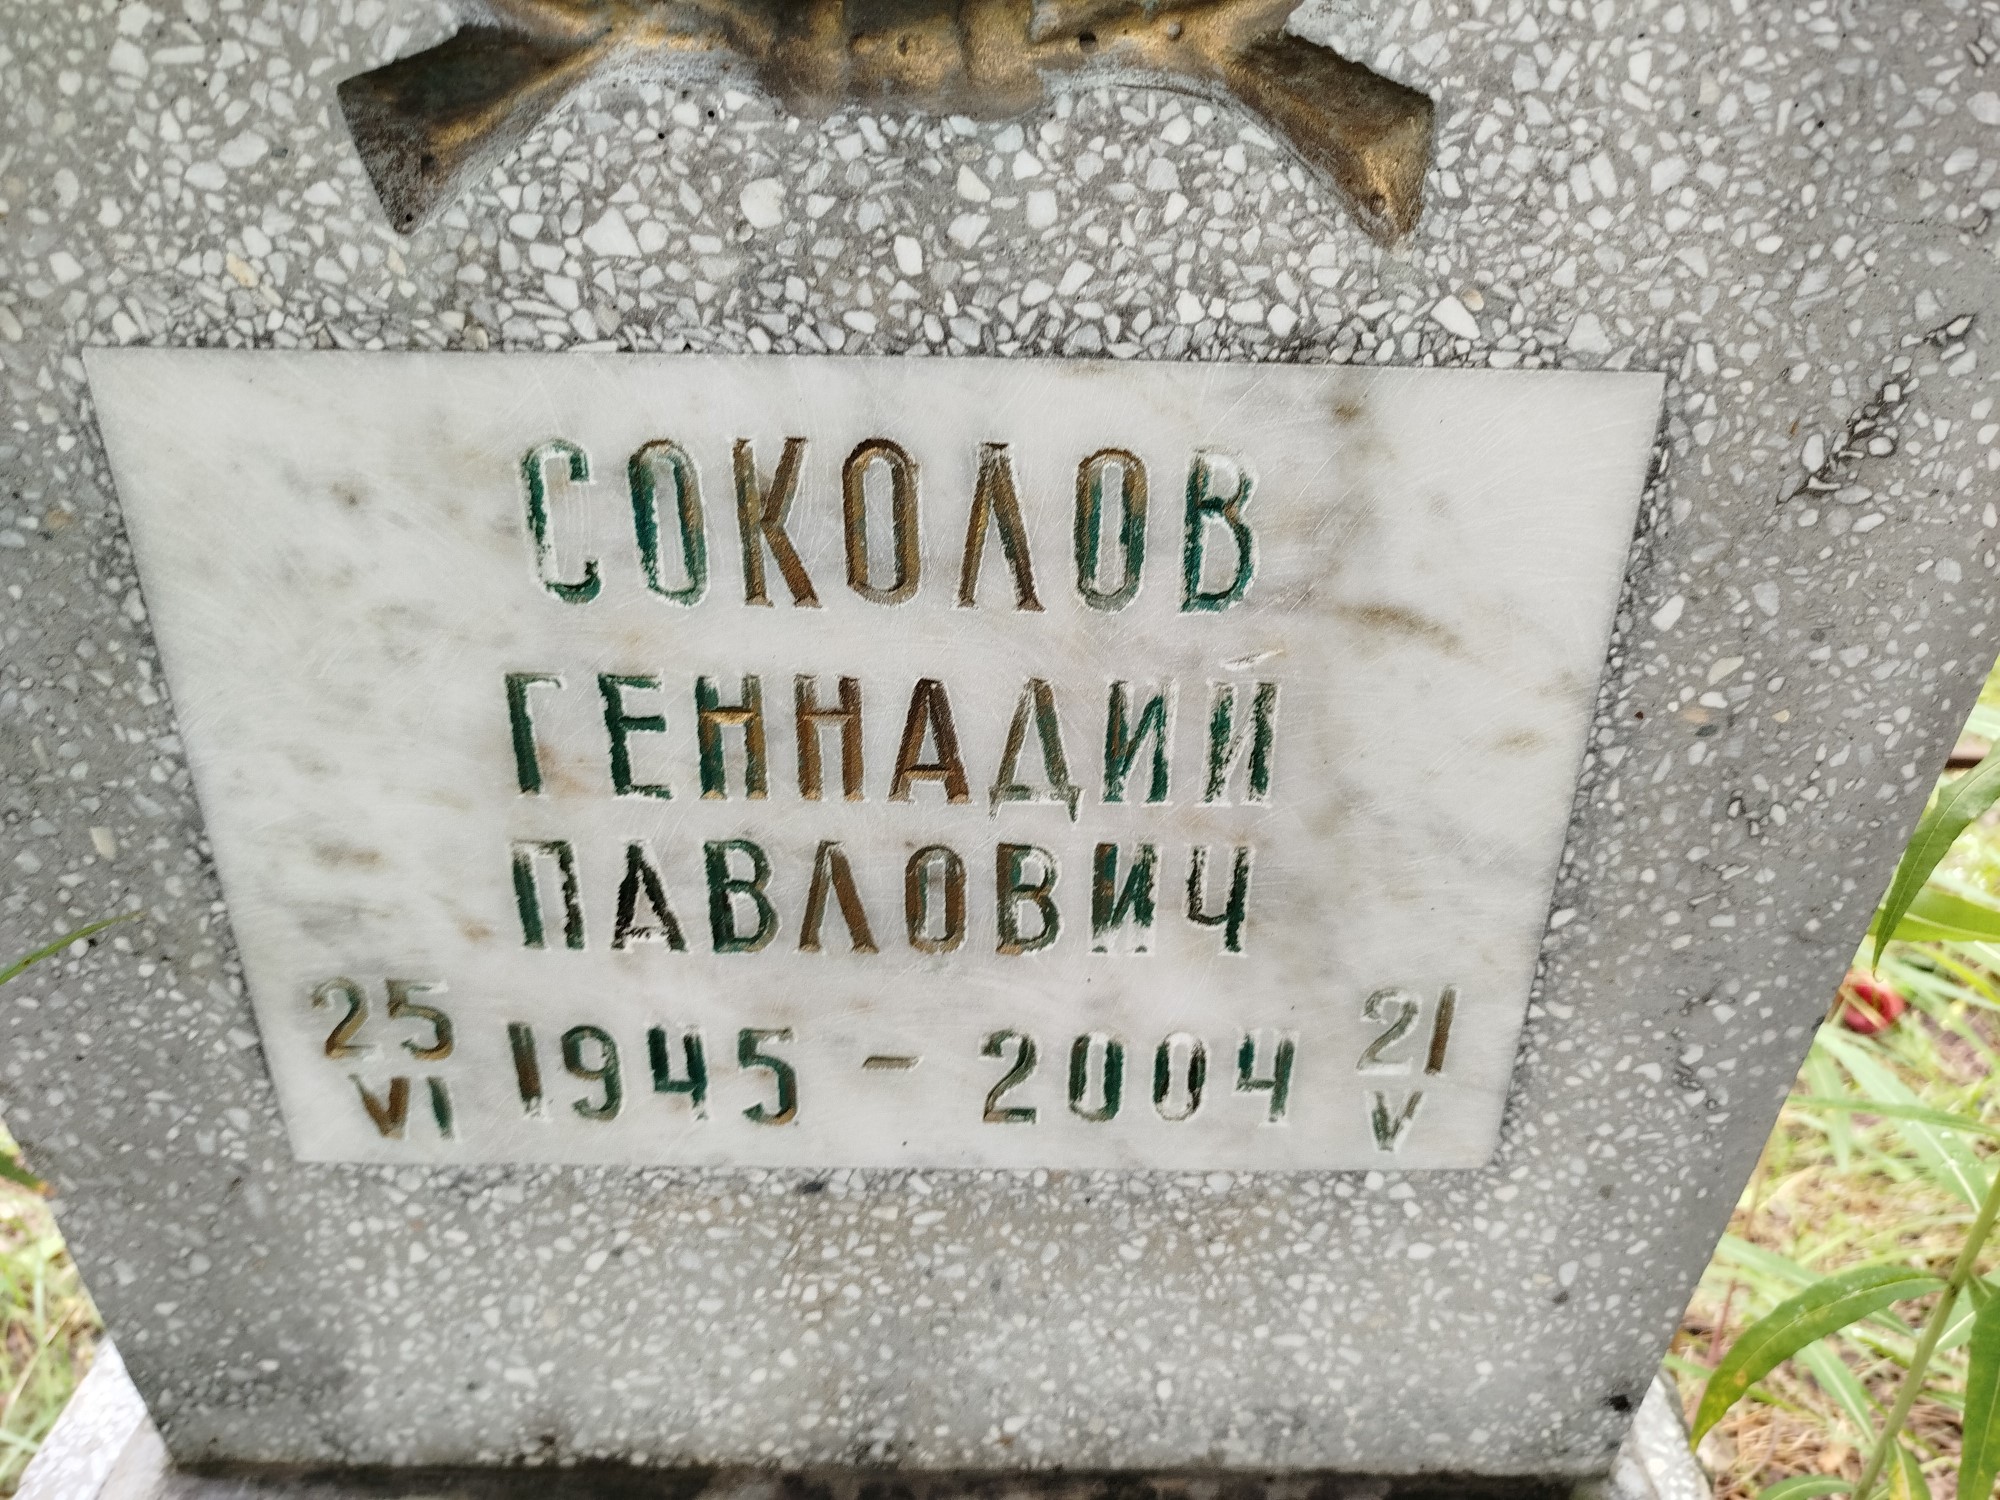 СОКОЛОВ
ГЕННАДИЙ
ПАВЛОВИЧ
25 21
VI 1945 - 2004 V